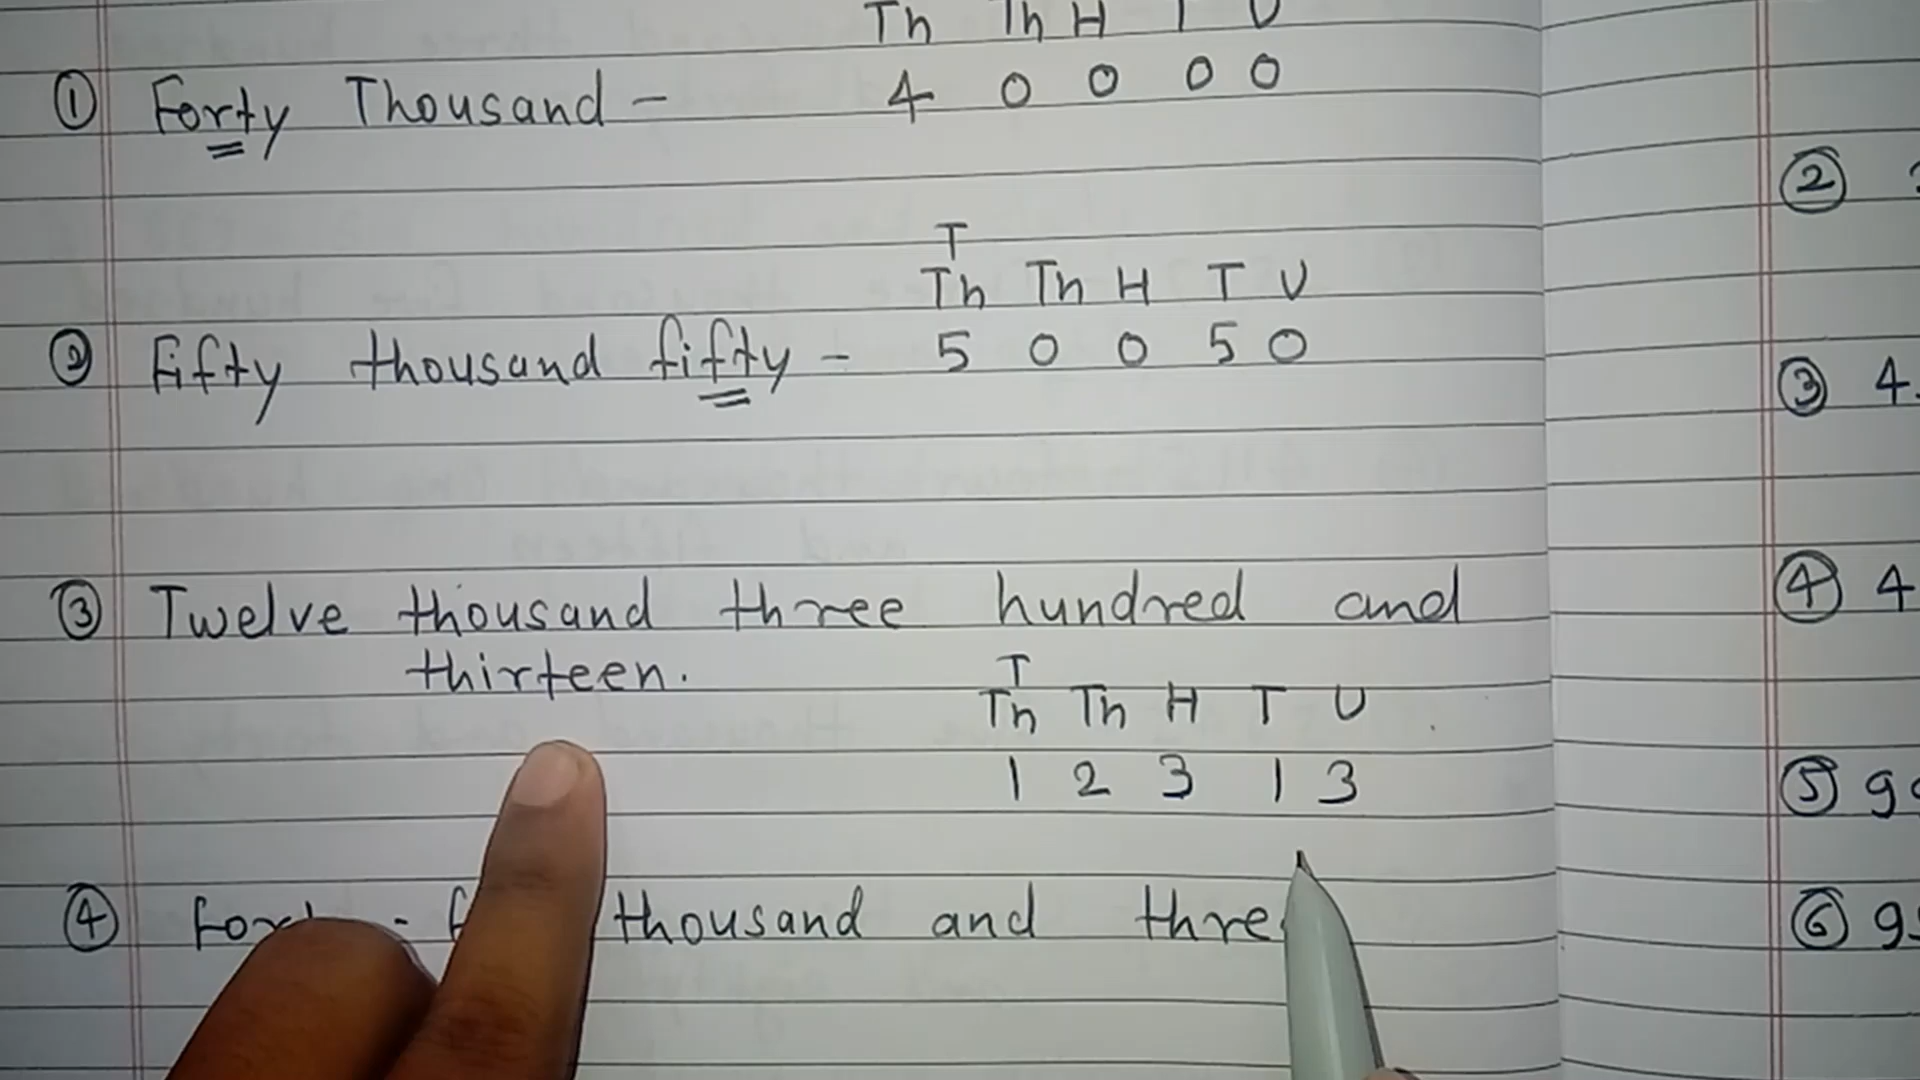 Th Th H T U
① Forty Thousand - 4 0 0 0 0
T
Th Th H T U
② Fifty thousand fifty - 5 0 0 5 0
③ Twelve thousand three hundred and
thirteen.
T
Th Th H T U
1 2 3 1 3
④ thousand and
②
③ 4
④ 4
⑤ 9
⑥ 9